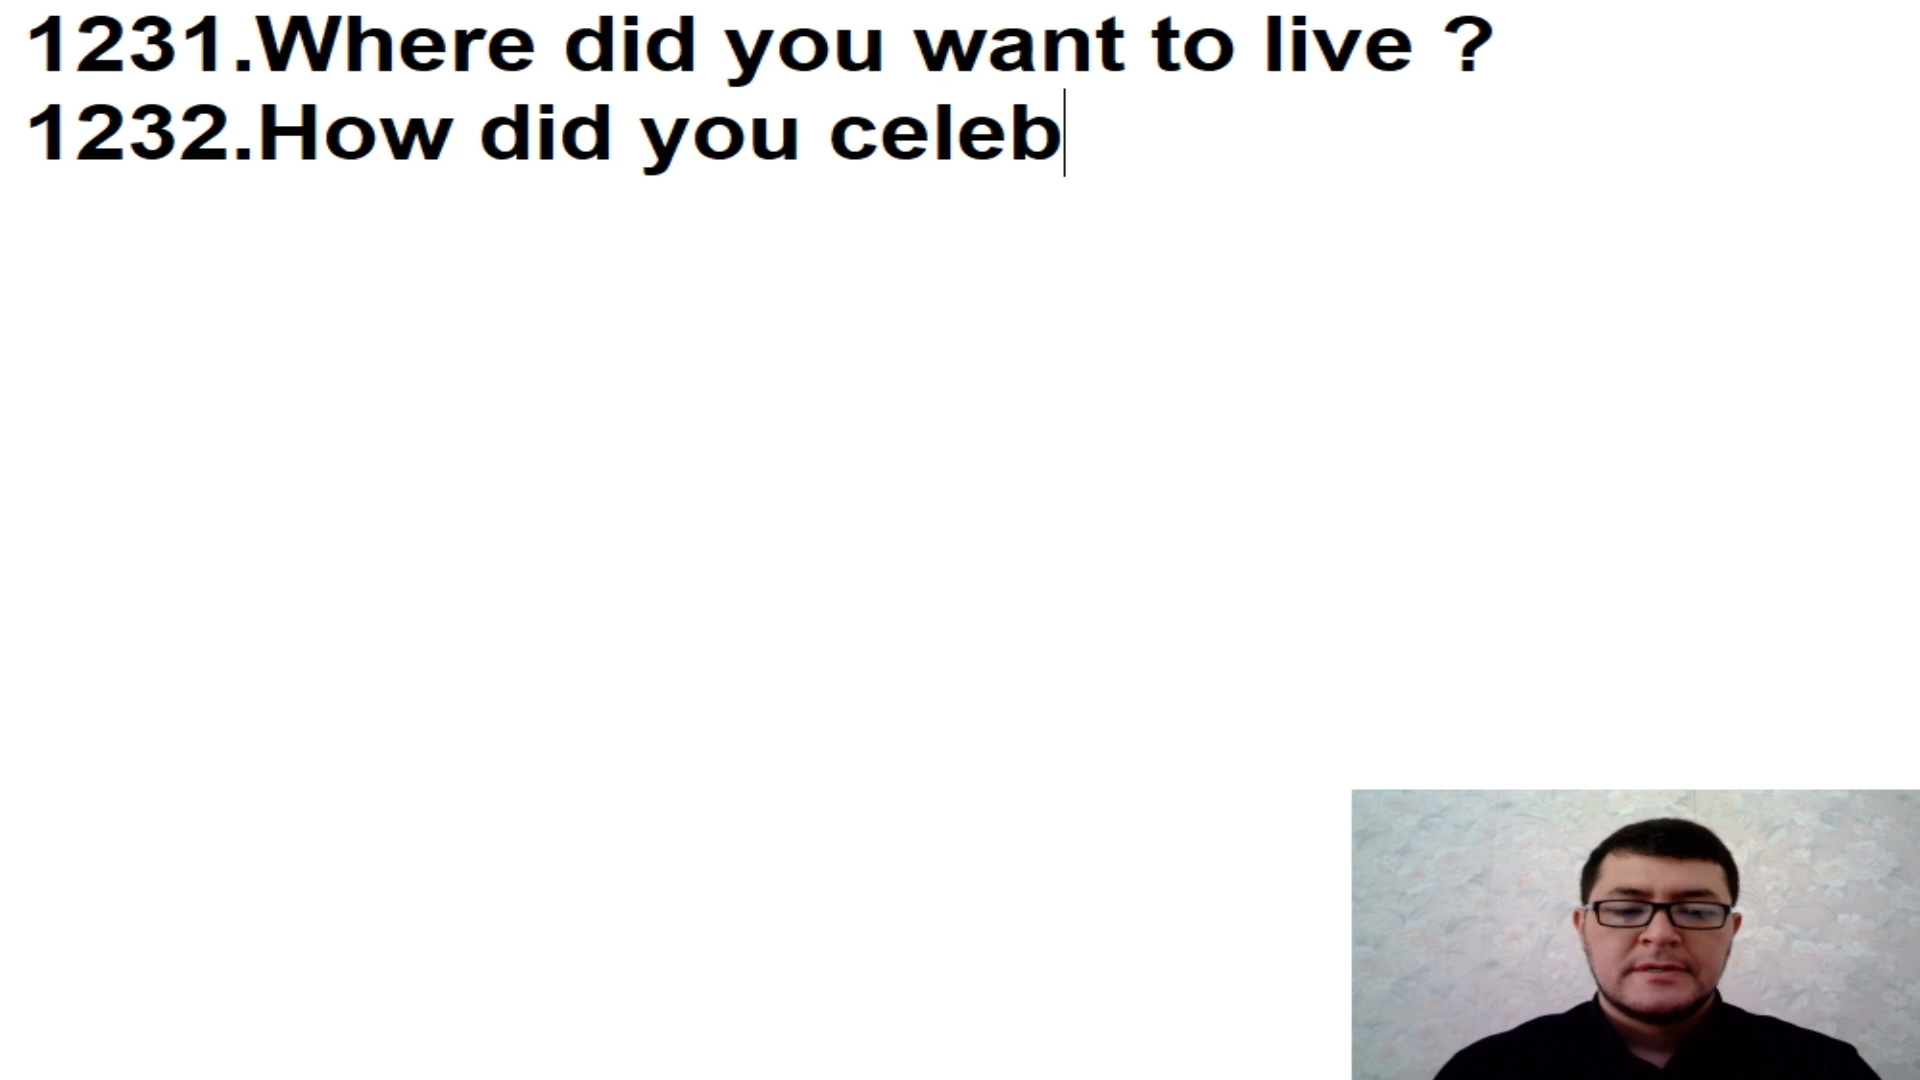 1231.Where did you want to live ?
1232.How did you celeb